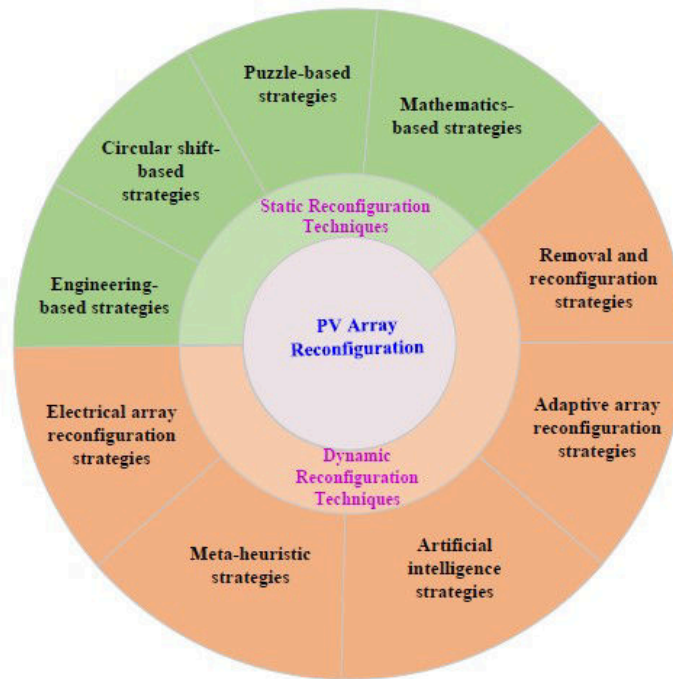 Puzzle-based
strategies
Mathematics-
based strategies
Circular shift-
based
strategies
Static Reconfiguration
Techniques
Removal and
reconfiguration
strategies
Engineering-
based strategies
PV Array
Reconfiguration
Electrical array
reconfiguration
strategies
Adaptive array
reconfiguration
strategies
Dynamic
Reconfiguration
Techniques
Meta-heuristic
strategies
Artificial
intelligence
strategies